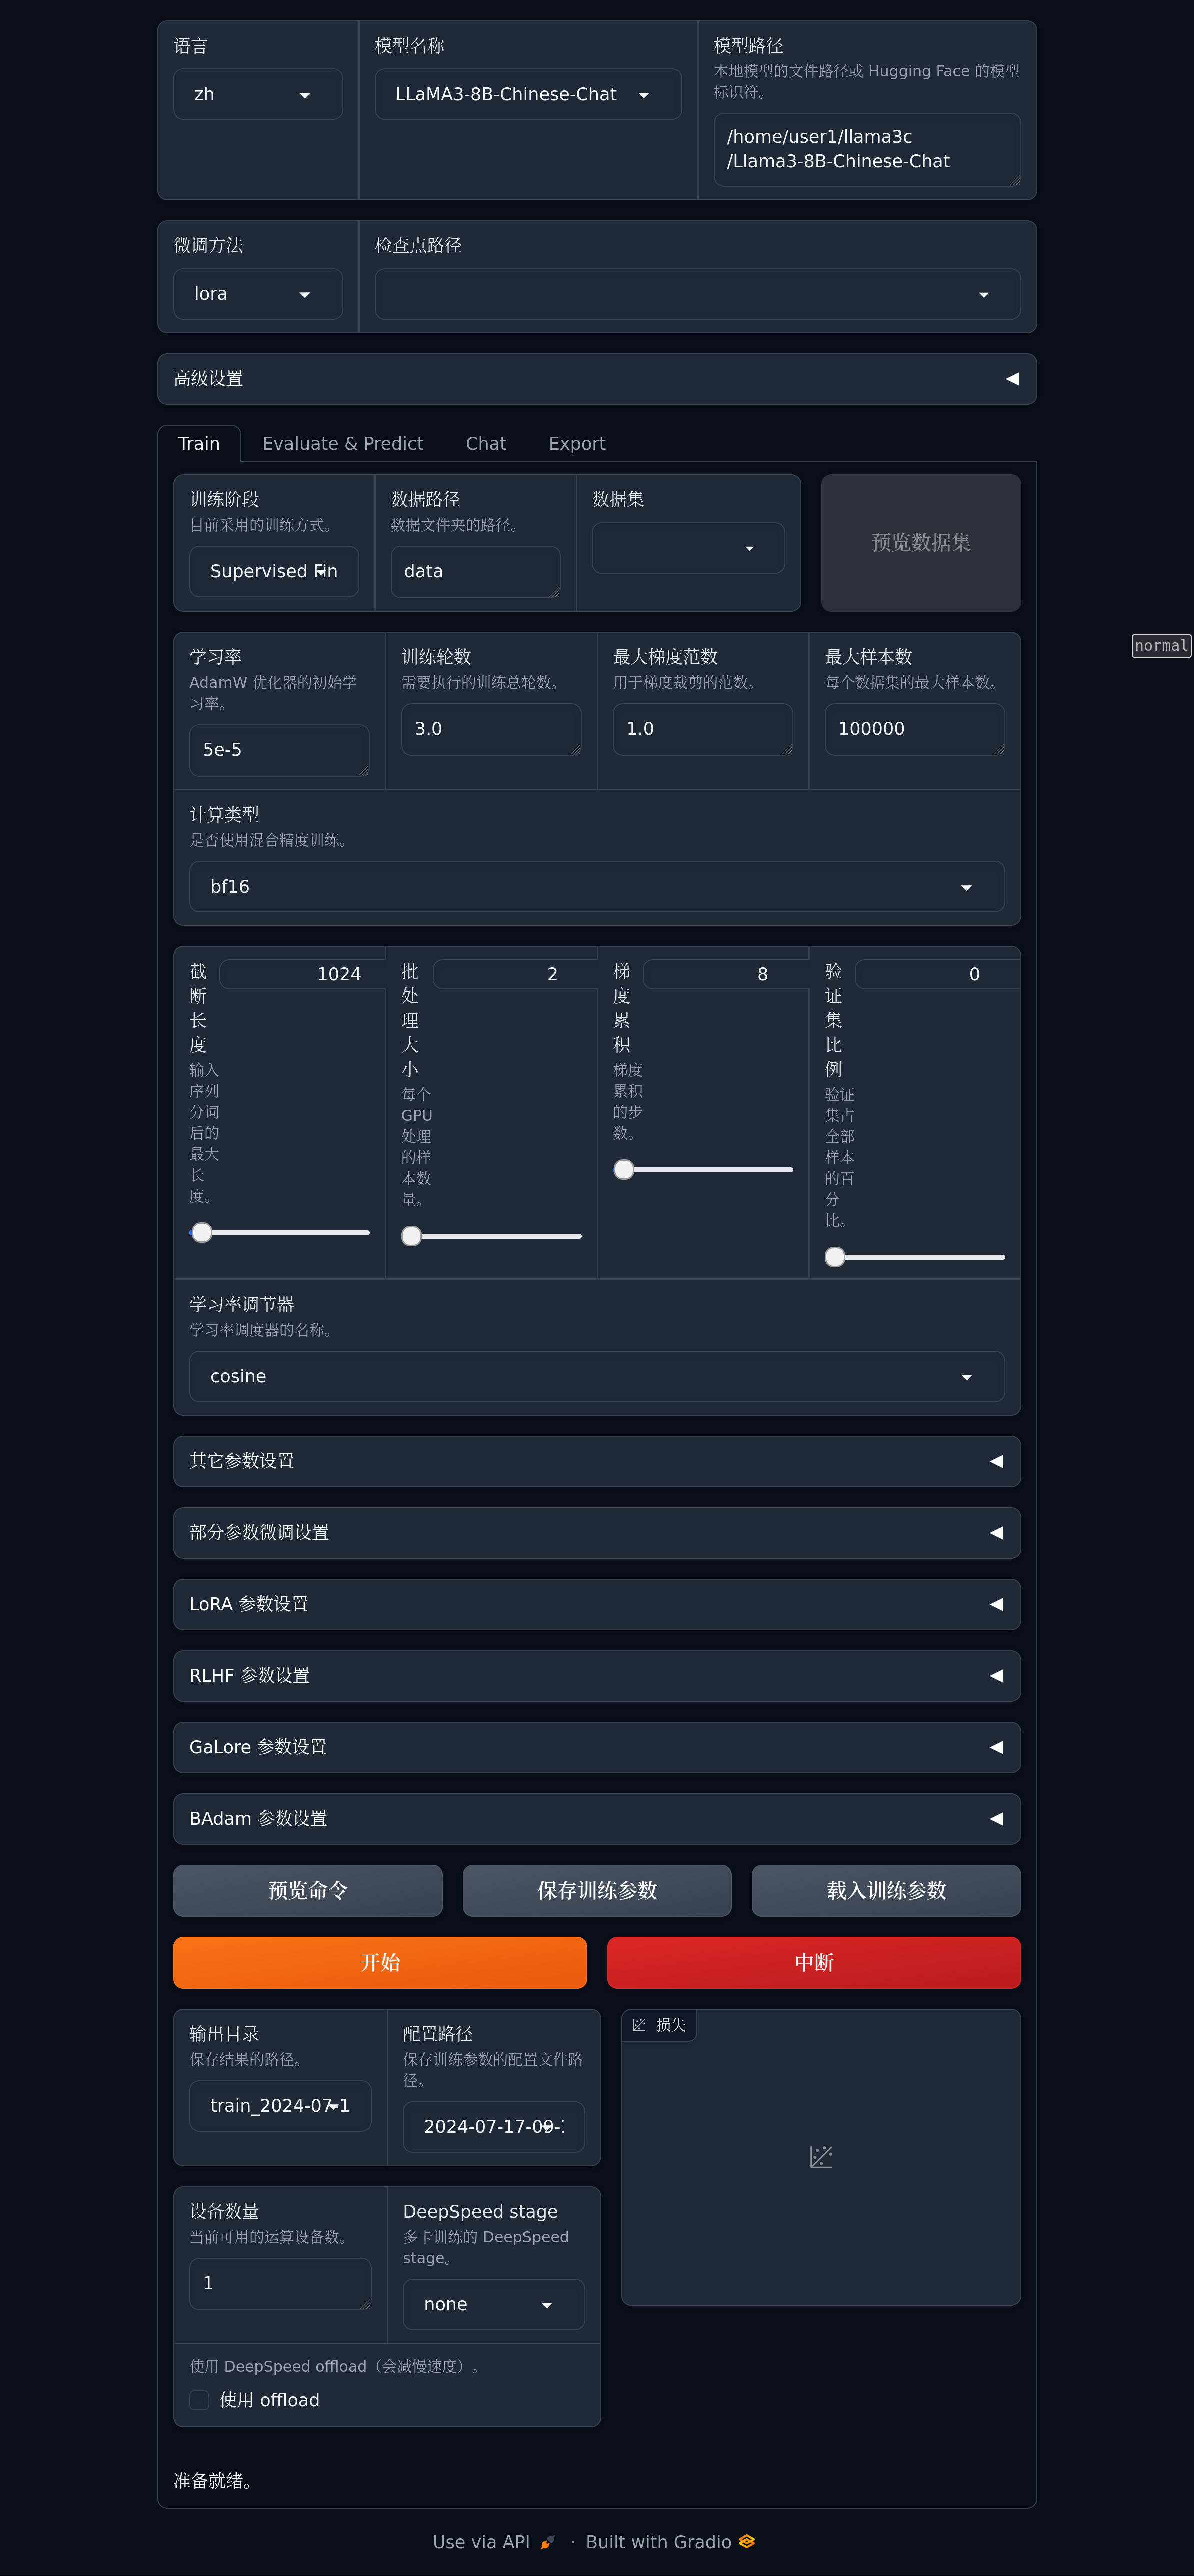 语言
zh
模型名称
LLaMA3-8B-Chinese-Chat
模型路径
本地模型的文件路径或 Hugging Face 的模型
标识符。
/home/user1/llama3c
/Llama3-8B-Chinese-Chat
微调方法
lora
检查点路径
高级设置
Train
Evaluate & Predict
Chat
Export
训练阶段
目前采用的训练方式。
Supervised Fin
数据路径
数据文件夹的路径。
data
数据集
预览数据集
normal
学习率
AdamW 优化器的初始学
习率。
5e-5
训练轮数
需要执行的训练总轮数。
3.0
最大梯度范数
用于梯度裁剪的范数。
1.0
最大样本数
每个数据集的最大样本数。
100000
计算类型
是否使用混合精度训练。
bf16
截
断
长
度
输入
序列
分词
后的
最大
长
度。
1024
批
处
理
大
小
每个
GPU
处理
的样
本数
量。
2
梯
度
累
积
梯度
累积
的步
数。
8
验
证
集
比
例
验证
集占
全部
样本
的百
分
比。
0
学习率调节器
学习率调度器的名称。
cosine
其它参数设置
部分参数微调设置
LoRA 参数设置
RLHF 参数设置
GaLore 参数设置
BAdam 参数设置
预览命令
保存训练参数
载入训练参数
开始
中断
输出目录
保存结果的路径。
train_2024-07-1
配置路径
保存训练参数的配置文件路
径。
2024-07-17-09-
损失
设备数量
当前可用的运算设备数。
1
DeepSpeed stage
多卡训练的 DeepSpeed
stage。
none
使用 DeepSpeed offload（会减慢速度）。
使用 offload
准备就绪。
Use via API · Built with Gradio